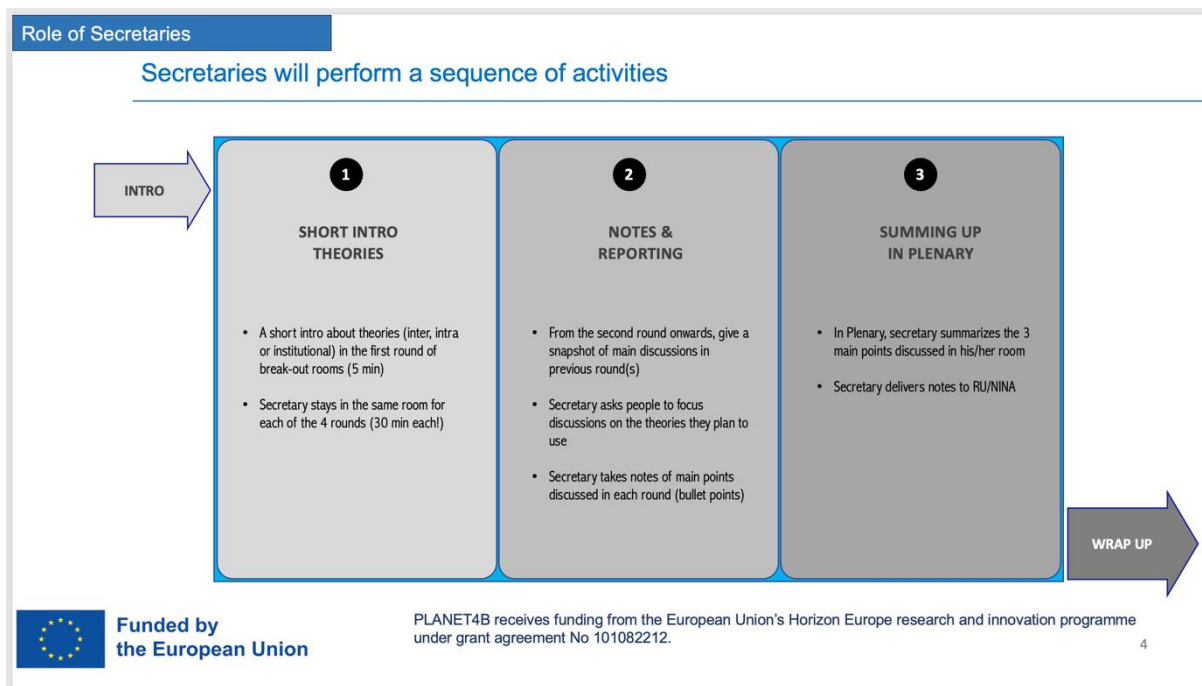 Role of Secretaries
Secretaries will perform a sequence of activities
INTRO
1
SHORT INTRO
THEORIES
• A short intro about theories (inter, intra
or institutional) in the first round of
break-out rooms (5 min)
• Secretary stays in the same room for
each of the 4 rounds (30 min each!)
2
NOTES &
REPORTING
• From the second round onwards, give a
snapshot of main discussions in
previous round(s)
• Secretary asks people to focus
discussions on the theories they plan to
use
• Secretary takes notes of main points
discussed in each round (bullet points)
3
SUMMING UP
IN PLENARY
• In Plenary, secretary summarizes the 3
main points discussed in his/her room
• Secretary delivers notes to RU/NINA
WRAP UP
Funded by
the European Union
PLANET4B receives funding from the European Union's Horizon Europe research and innovation programme
under grant agreement No 101082212.
4